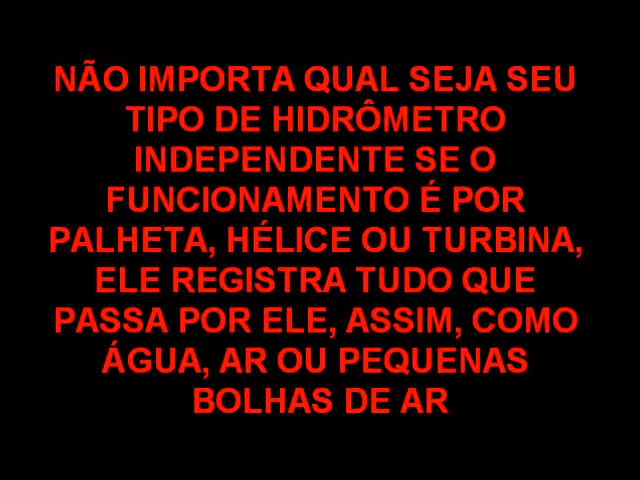 NÃO IMPORTA QUAL SEJA SEU
TIPO DE HIDRÔMETRO
INDEPENDENTE SE O
FUNCIONAMENTO É POR
PALHETA, HÉLICE OU TURBINA,
ELE REGISTRA TUDO QUE
PASSA POR ELE, ASSIM, COMO
ÁGUA, AR OU PEQUENAS
BOLHAS DE AR